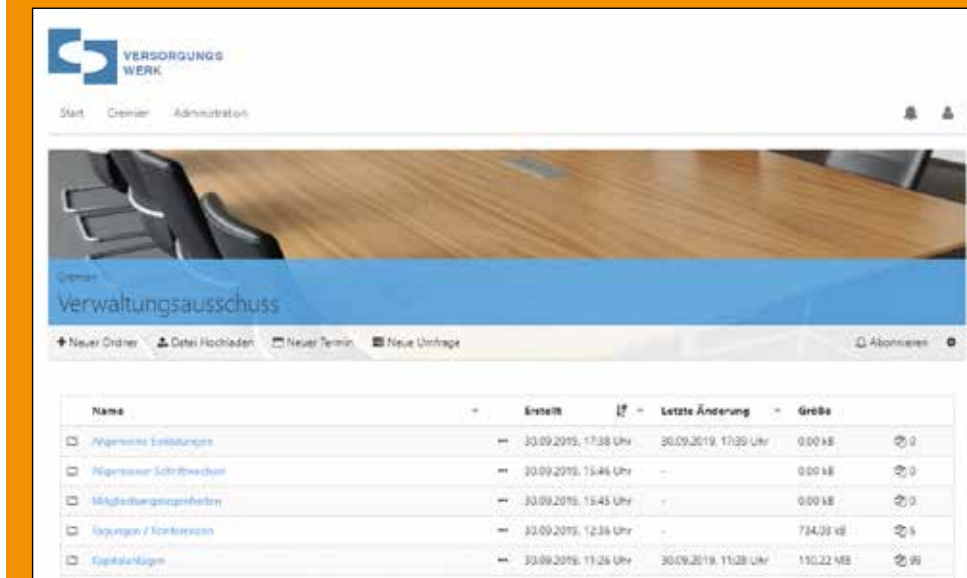 VERSORGUNGS
WERK
Start Gremien Administration
Gremien
Verwaltungsausschuss
Neuer Ordner Datei Hochladen Neuer Termin Neue Umfrage Abonnieren
Name Erstellt Letzte Änderung Größe
Allgemeine Einladungen 30.09.2019, 17:38 Uhr 30.09.2019, 17:39 Uhr 0.00 kB 0
Allgemeiner Schriftwechsel 30.09.2019, 15:46 Uhr - 0.00 kB 0
Mitgliederangelegenheiten 30.09.2019, 15:45 Uhr - 0.00 kB 0
Tagungen / Konferenzen 30.09.2019, 12:36 Uhr - 734,08 kB 6
Kapitalanlagen 30.09.2019, 11:26 Uhr 30.09.2019, 11:28 Uhr 110.22 MB 99